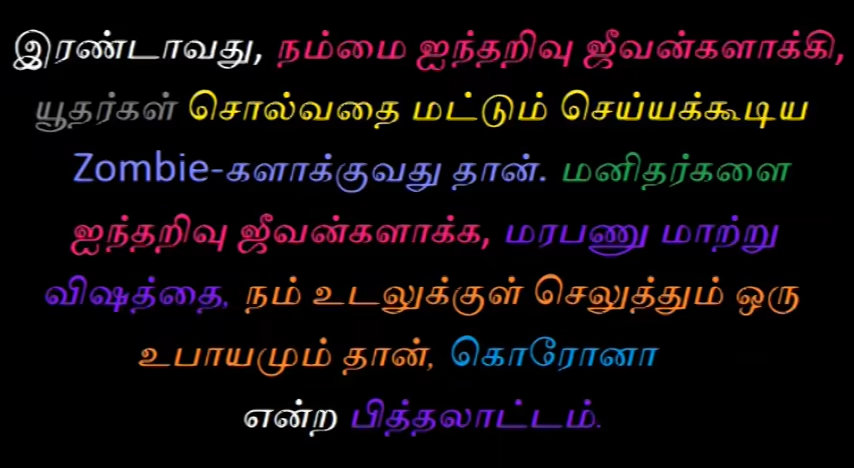 இரண்டாவது, நம்மை ஐந்தறிவு ஜீவன்களாக்கி,
யூதர்கள் சொல்வதை மட்டும் செய்யக்கூடிய
Zombie-களாக்குவது தான். மனிதர்களை
ஐந்தறிவு ஜீவன்களாக்க, மரபணு மாற்று
விஷத்தை, நம் உடலுக்குள் செலுத்தும் ஒரு
உபாயமும் தான், கொரோனா
என்ற பித்தலாட்டம்.